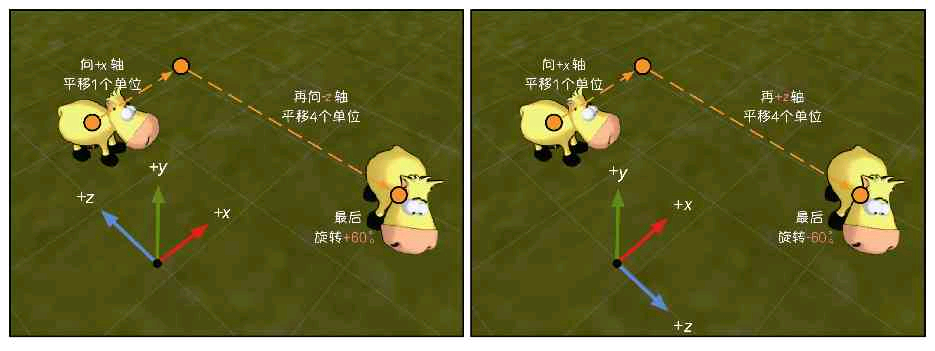 向+x 轴
平移1个单位
再向-z 轴
平移4个单位
+y
+z
+x
最后
旋转+60°
向+x 轴
平移1个单位
再+z轴
平移4个单位
+y
+x
最后
旋转-60°
+z